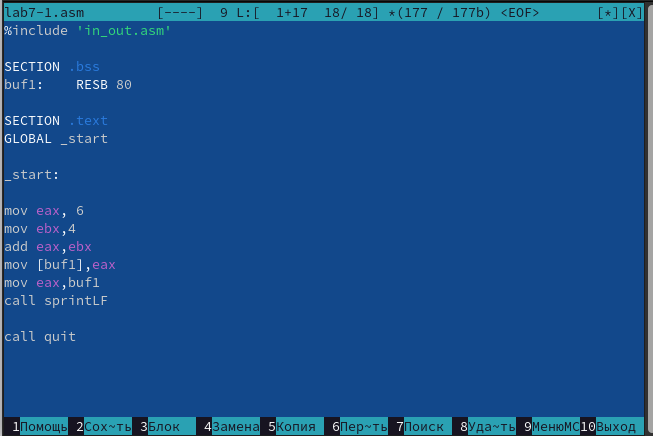 lab7-1.asm [----] 9 L:[ 1+17 18/ 18] *(177 / 177b) <EOF> [*][X]
%include 'in_out.asm'
SECTION .bss
buf1: RESB 80
SECTION .text
GLOBAL _start
_start:
mov eax, 6
mov ebx,4
add eax,ebx
mov [buf1],eax
mov eax,buf1
call sprintLF
call quit
1Помощь 2Сох~ть 3Блок 4Замена 5Копия 6Пер~ть 7Поиск 8Уда~ть 9МенюMC 10Выход